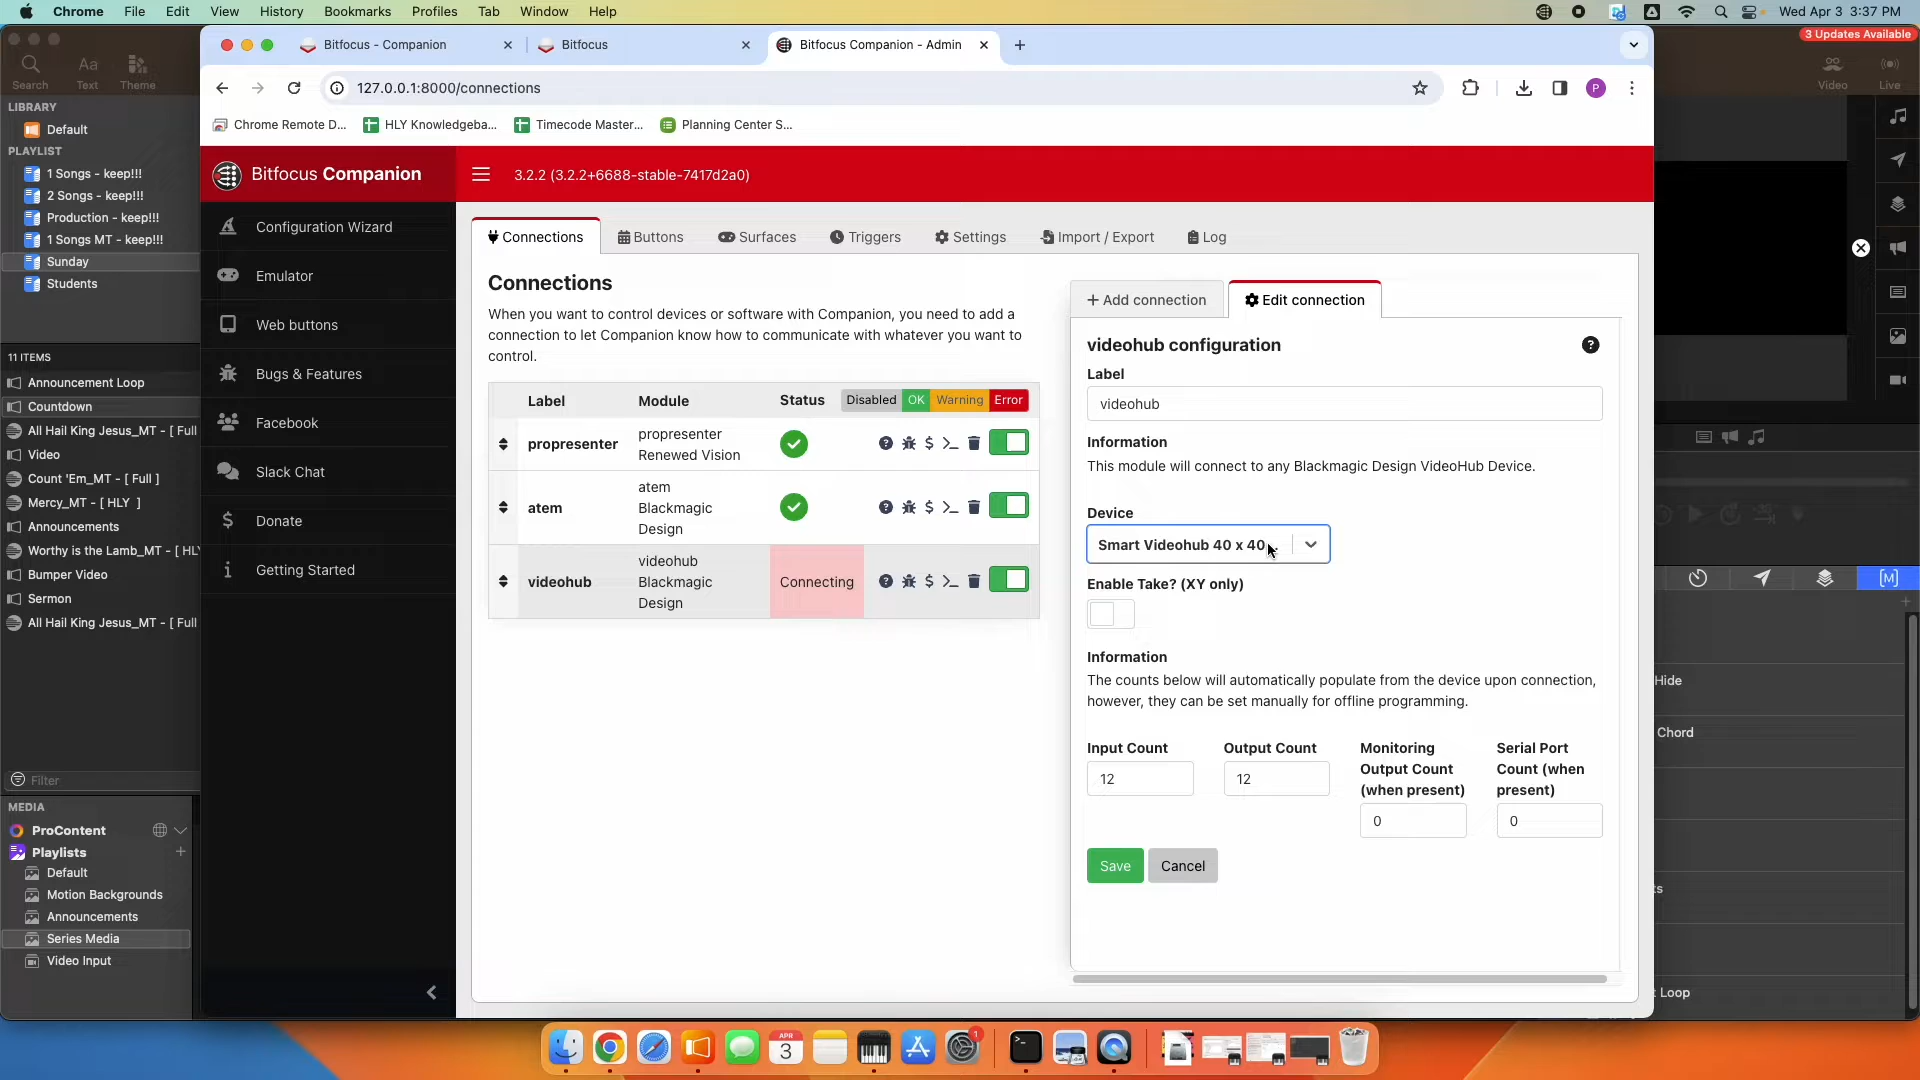 Chrome File Edit View History Bookmarks Profiles Tab Window Help
Wed Apr 3 3:37 PM
3 Updates Available
Search Text Theme
Video Live
LIBRARY
Default
PLAYLIST
1 Songs - keep!!!
2 Songs - keep!!!
Production - keep!!!
1 Songs MT - keep!!!
Sunday
Students
11 ITEMS
Announcement Loop
Countdown
All Hail King Jesus_MT - [ Full
Video
Count 'Em_MT - [ Full ]
Mercy_MT - [ HLY ]
Announcements
Worthy is the Lamb_MT - [ HLY
Bumper Video
Sermon
All Hail King Jesus_MT - [ Full
Filter
MEDIA
ProContent
Playlists
Default
Motion Backgrounds
Announcements
Series Media
Video Input
Bitfocus - Companion
Bitfocus
Bitfocus Companion - Admin
127.0.0.1:8000/connections
P
Chrome Remote D...
HLY Knowledgeba...
Timecode Master...
Planning Center S...
Bitfocus Companion
3.2.2 (3.2.2+6688-stable-7417d2a0)
Configuration Wizard
Emulator
Web buttons
Bugs & Features
Facebook
Slack Chat
Donate
Getting Started
Connections
Buttons
Surfaces
Triggers
Settings
Import / Export
Log
Connections
When you want to control devices or software with Companion, you need to add a
connection to let Companion know how to communicate with whatever you want to
control.
Label Module Status Disabled OK Warning Error
propresenter
propresenter
Renewed Vision
atem
atem
Blackmagic
Design
videohub
videohub
Blackmagic
Design
Connecting
Add connection
Edit connection
videohub configuration
Label
videohub
Information
This module will connect to any Blackmagic Design VideoHub Device.
Device
Smart Videohub 40 x 40
Enable Take? (XY only)
Information
The counts below will automatically populate from the device upon connection,
however, they can be set manually for offline programming.
Input Count
12
Output Count
12
Monitoring
Output Count
(when present)
0
Serial Port
Count (when
present)
0
Save
Cancel
[M]
Hide
Chord
ts
t Loop
APR
3
1